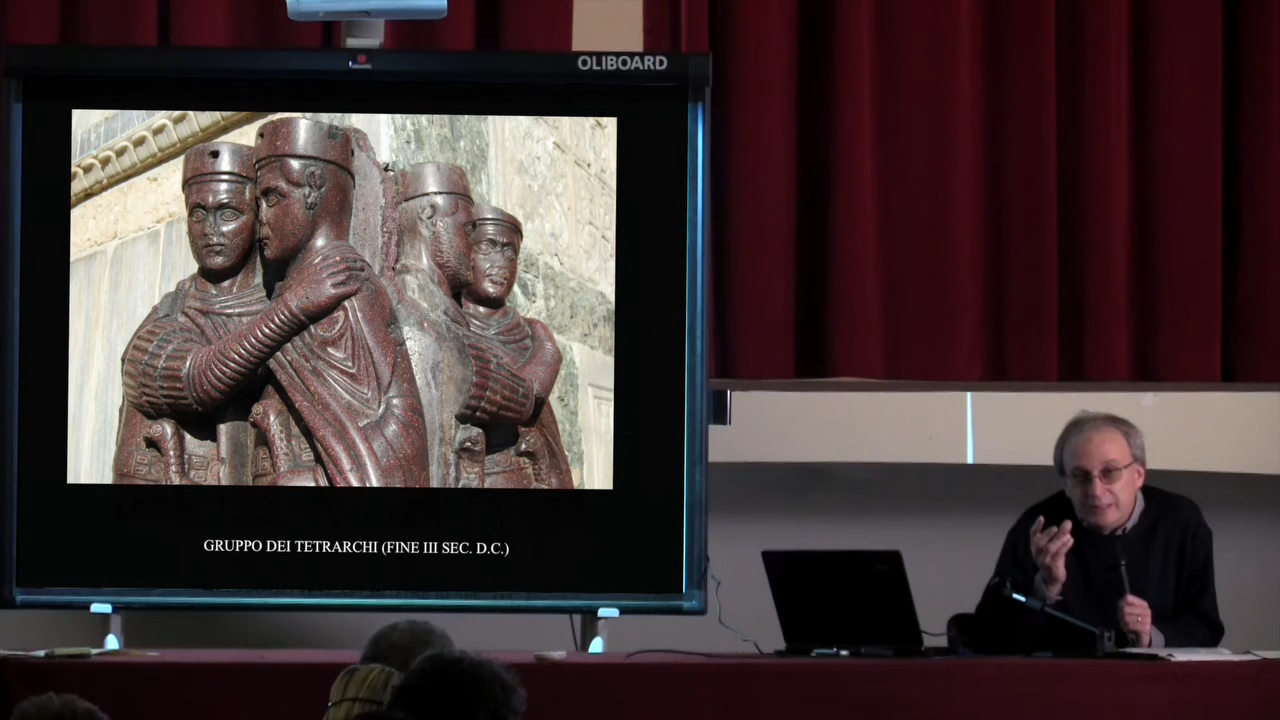 OLIBOARD
GRUPPO DEI TETRARCHI (FINE III SEC. D.C.)